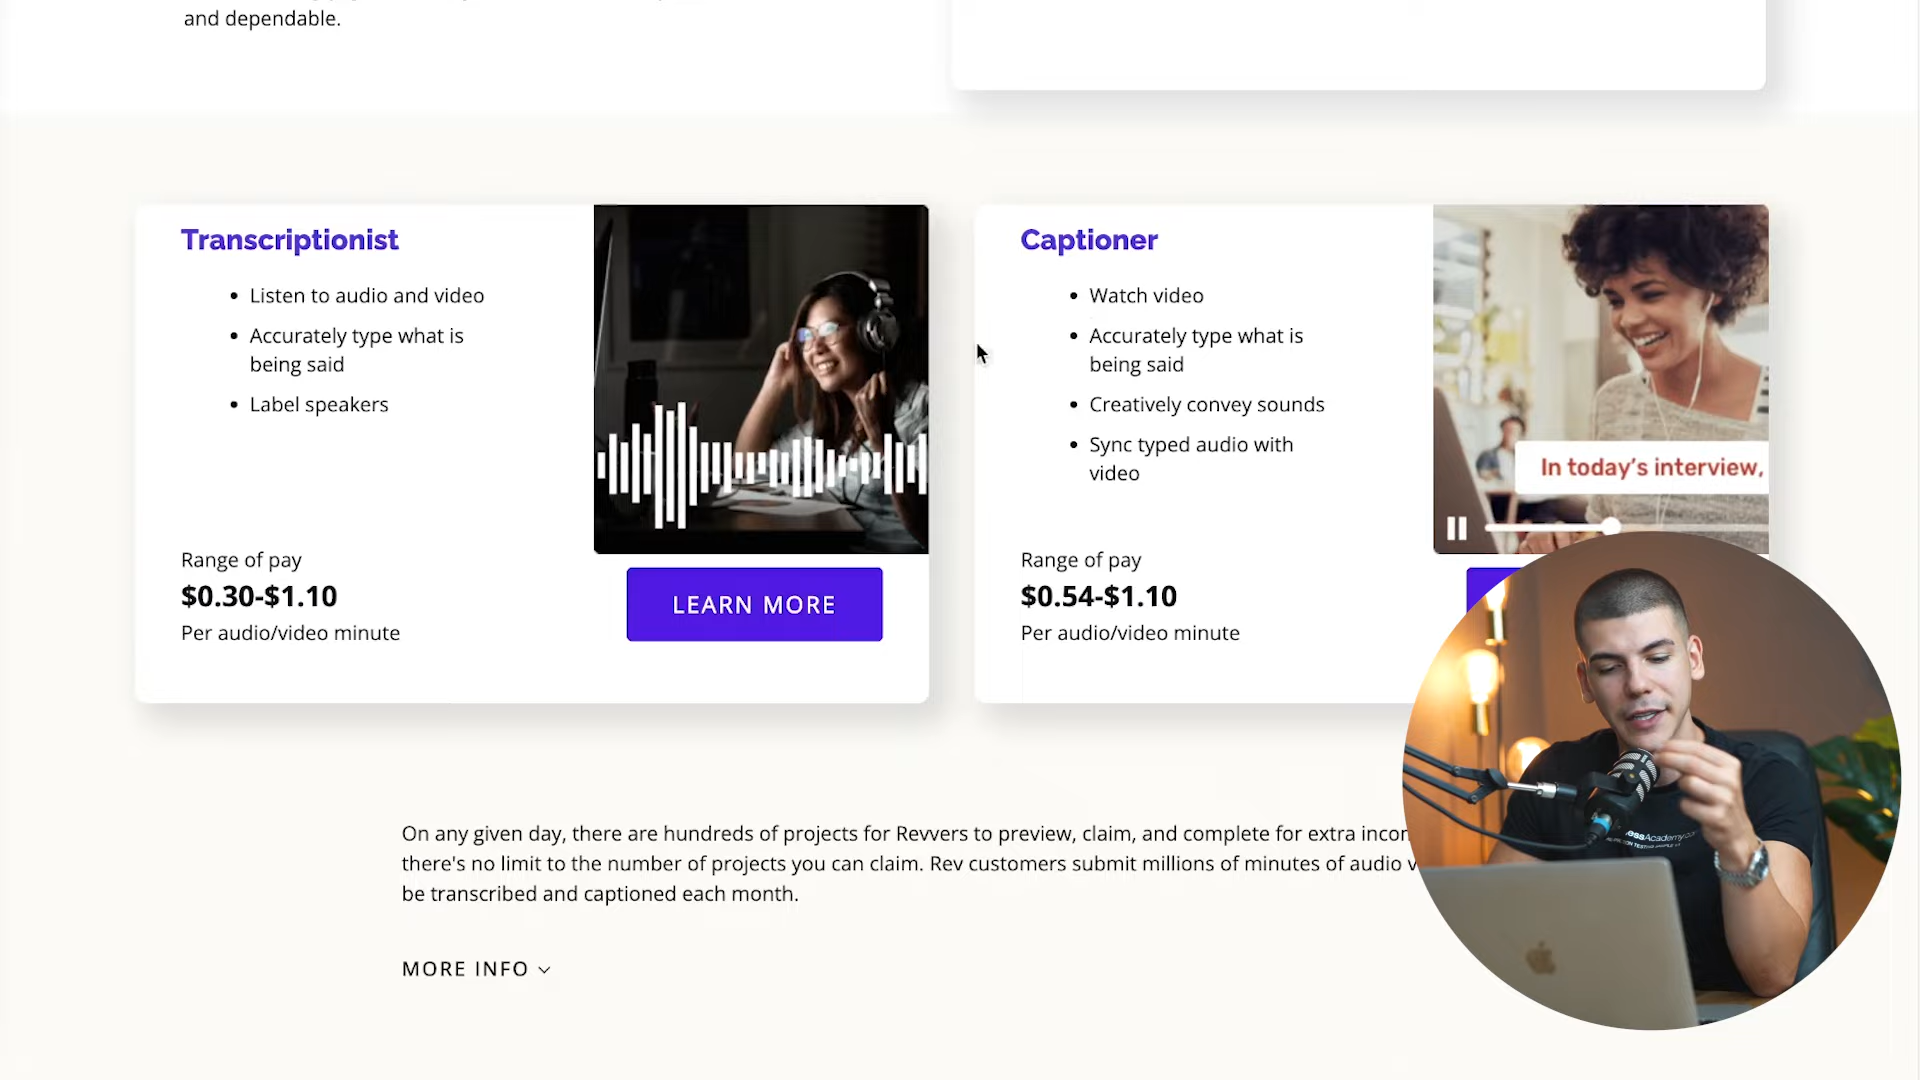 and dependable.
Transcriptionist
• Listen to audio and video
• Accurately type what is
being said
• Label speakers
Range of pay
$0.30-$1.10
Per audio/video minute
LEARN MORE
Captioner
• Watch video
• Accurately type what is
being said
• Creatively convey sounds
• Sync typed audio with
video
In today's interview,
Range of pay
$0.54-$1.10
Per audio/video minute
On any given day, there are hundreds of projects for Revvers to preview, claim, and complete for extra
there's no limit to the number of projects you can claim. Rev customers submit millions of minutes of audio
be transcribed and captioned each month.
MORE INFO